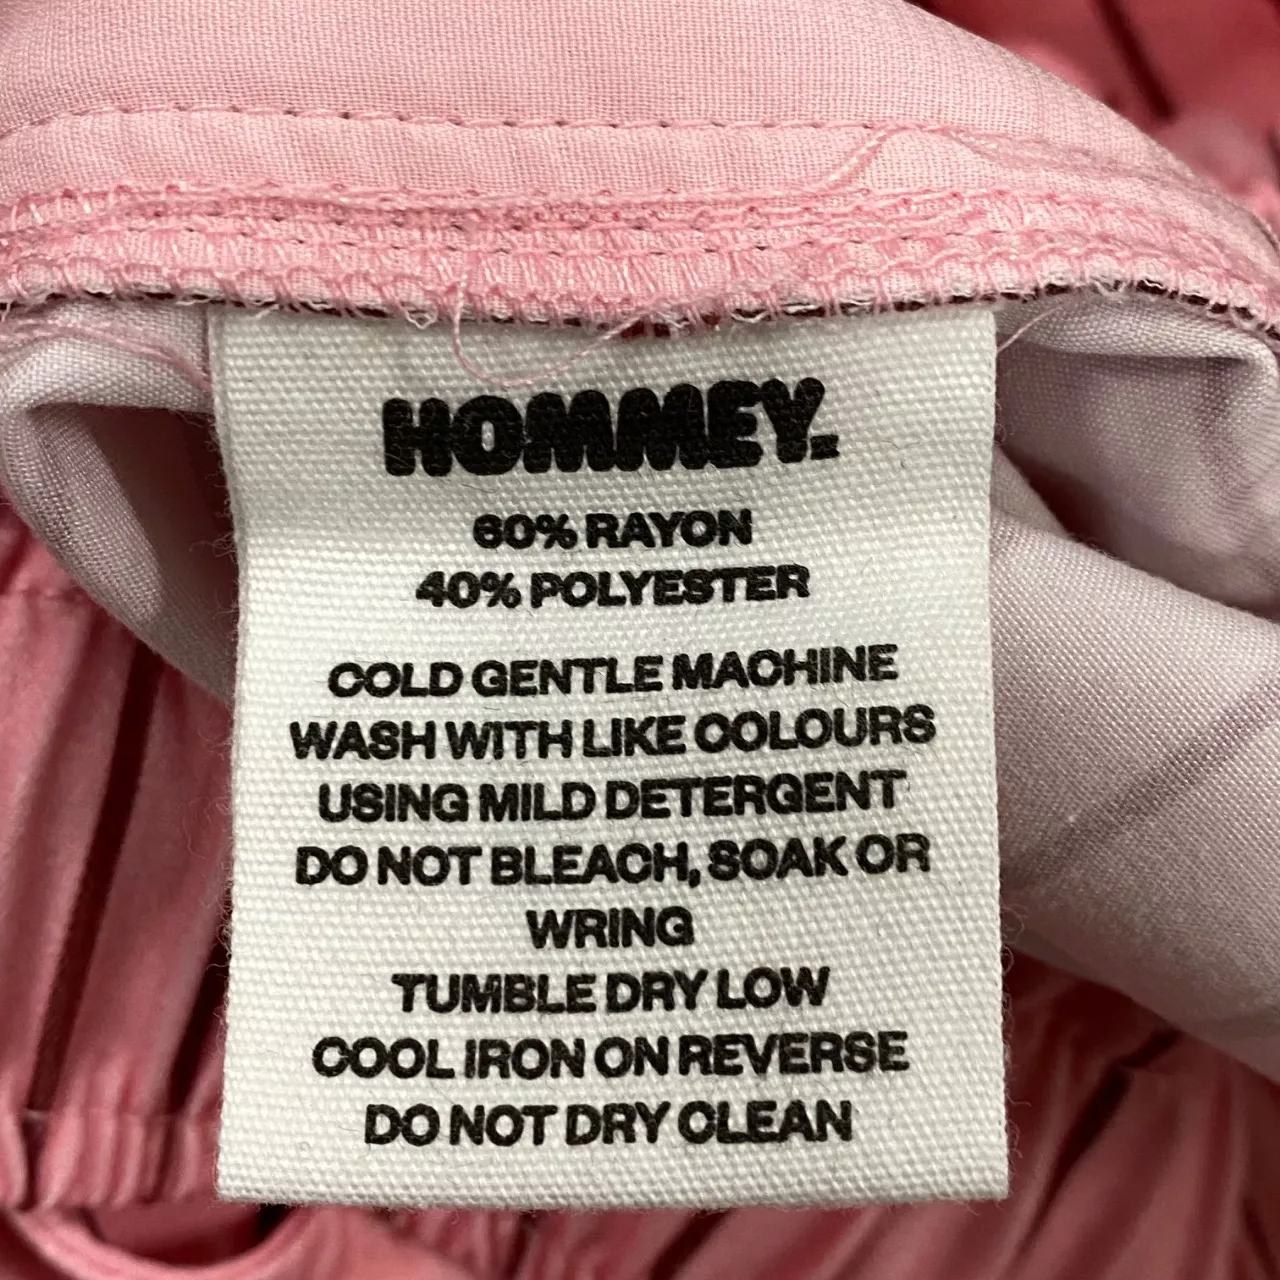 HOMMEY.
60% RAYON
40% POLYESTER
COLD GENTLE MACHINE
WASH WITH LIKE COLOURS
USING MILD DETERGENT
DO NOT BLEACH, SOAK OR
WRING
TUMBLE DRY LOW
COOL IRON ON REVERSE
DO NOT DRY CLEAN